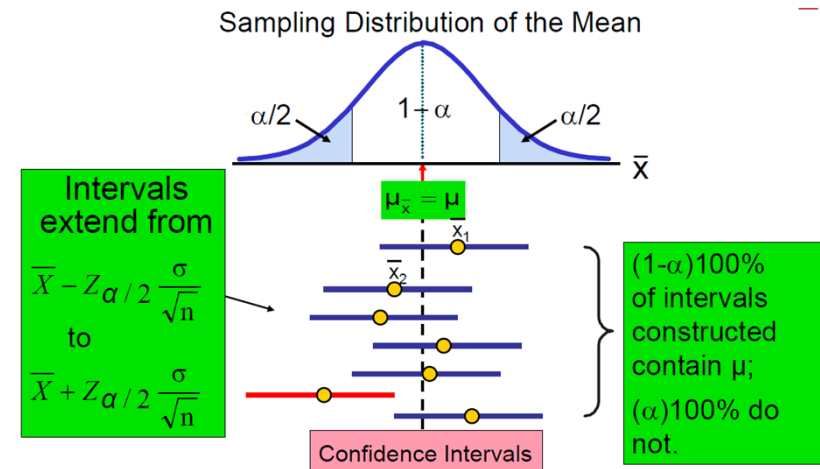 Sampling Distribution of the Mean
α/2
1 – α
α/2
x̅
Intervals
extend from
X̅ − Zα/2 σ/√n
to
X̅ + Zα/2 σ/√n
μx̅ = μ
x̅1
x̅2
(1-α)100%
of intervals
constructed
contain μ;
(α)100% do
not.
Confidence Intervals